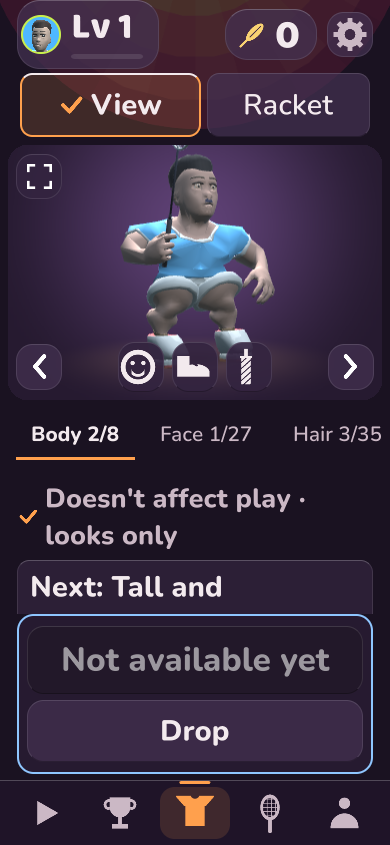 Lv 1
0
View
Racket
Body 2/8
Face 1/27
Hair 3/35
Doesn't affect play ·
looks only
Next: Tall and
Not available yet
Drop